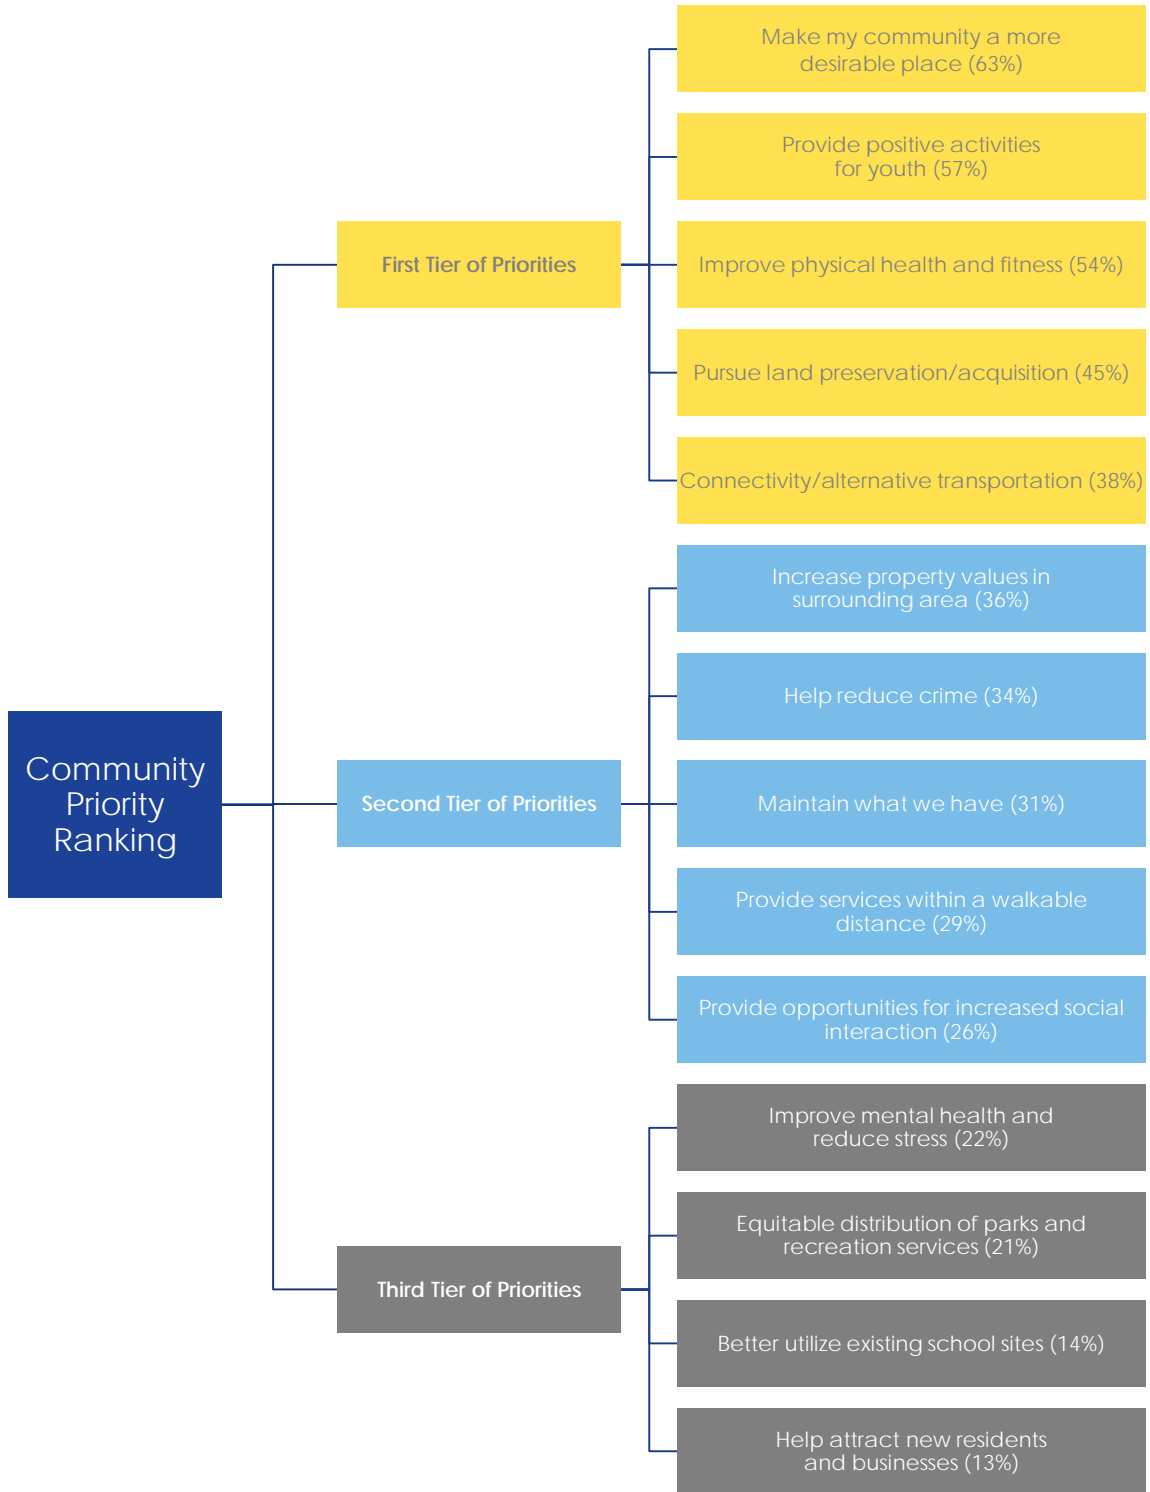 Community
Priority
Ranking
First Tier of Priorities
Make my community a more
desirable place (63%)
Provide positive activities
for youth (57%)
Improve physical health and fitness (54%)
Pursue land preservation/acquisition (45%)
Connectivity/alternative transportation (38%)
Second Tier of Priorities
Increase property values in
surrounding area (36%)
Help reduce crime (34%)
Maintain what we have (31%)
Provide services within a walkable
distance (29%)
Provide opportunities for increased social
interaction (26%)
Third Tier of Priorities
Improve mental health and
reduce stress (22%)
Equitable distribution of parks and
recreation services (21%)
Better utilize existing school sites (14%)
Help attract new residents
and businesses (13%)